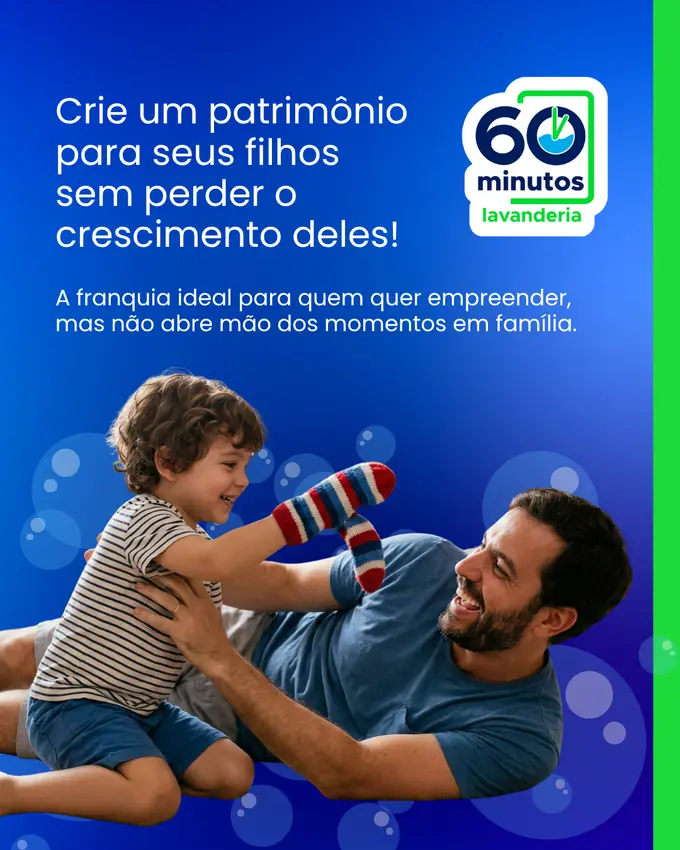 Crie um patrimônio
para seus filhos
sem perder o
crescimento deles!
60
minutos
lavanderia
A franquia ideal para quem quer empreender,
mas não abre mão dos momentos em família.